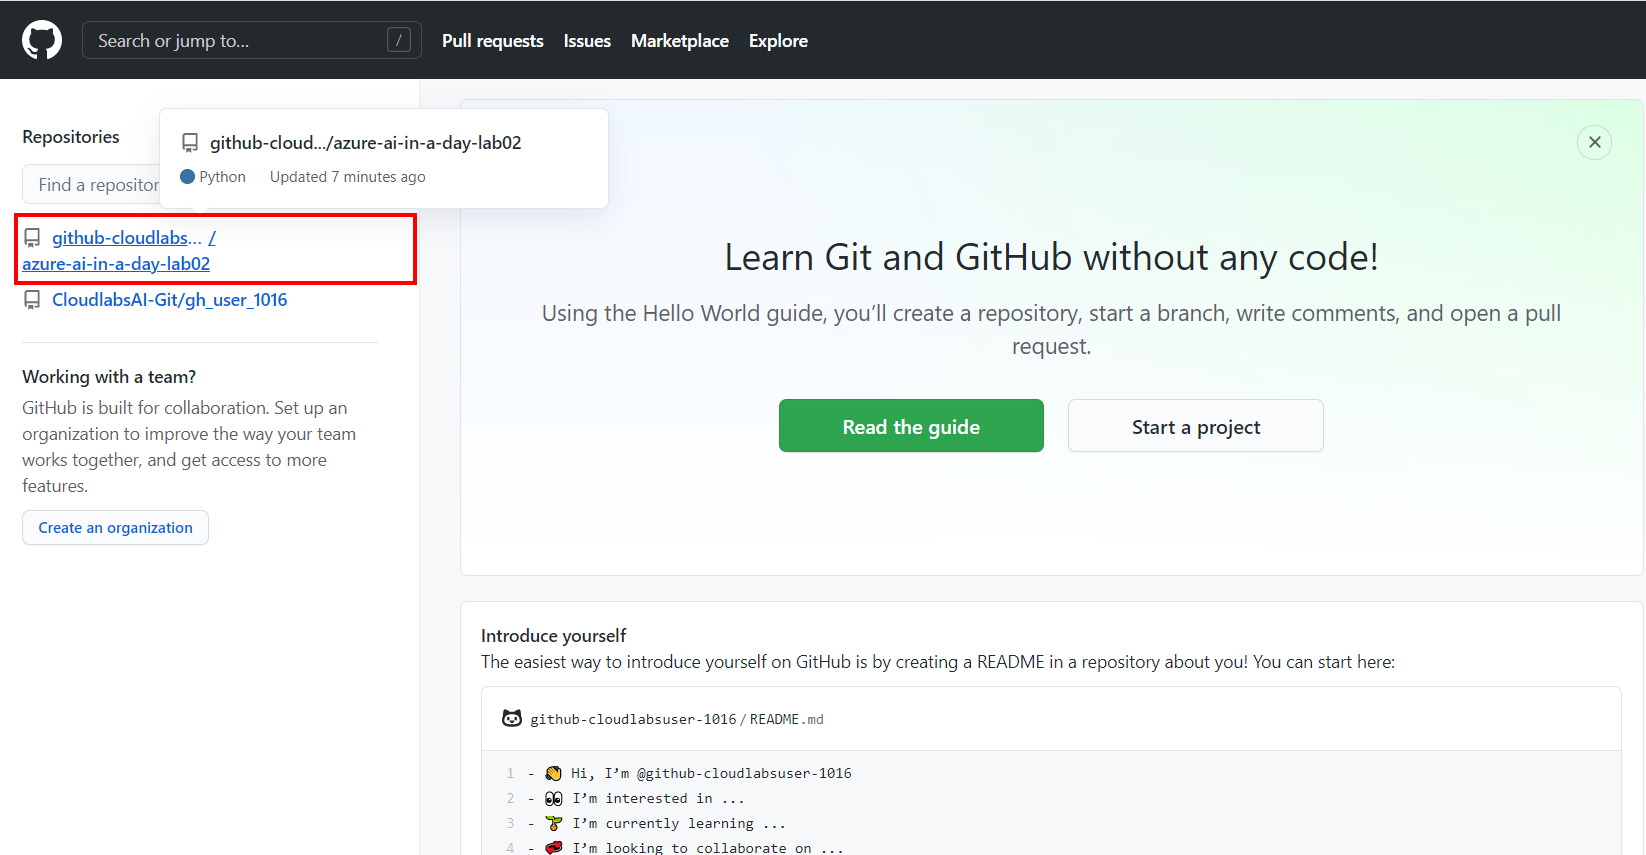 Search or jump to...
/
Pull requests
Issues
Marketplace
Explore
Repositories
github-cloud.../azure-ai-in-a-day-lab02
Python
Updated 7 minutes ago
Find a repositor
github-cloudlabs... /
azure-ai-in-a-day-lab02
CloudlabsAI-Git/gh_user_1016
Working with a team?
GitHub is built for collaboration. Set up an
organization to improve the way your team
works together, and get access to more
features.
Create an organization
Learn Git and GitHub without any code!
Using the Hello World guide, you’ll create a repository, start a branch, write comments, and open a pull
request.
Read the guide
Start a project
Introduce yourself
The easiest way to introduce yourself on GitHub is by creating a README in a repository about you! You can start here:
github-cloudlabsuser-1016/README.md
1 - 👋 Hi, I’m @github-cloudlabsuser-1016
2 - 👀 I’m interested in ...
3 - 🌱 I’m currently learning ...
4 - 💞️ I’m looking to collaborate on ...